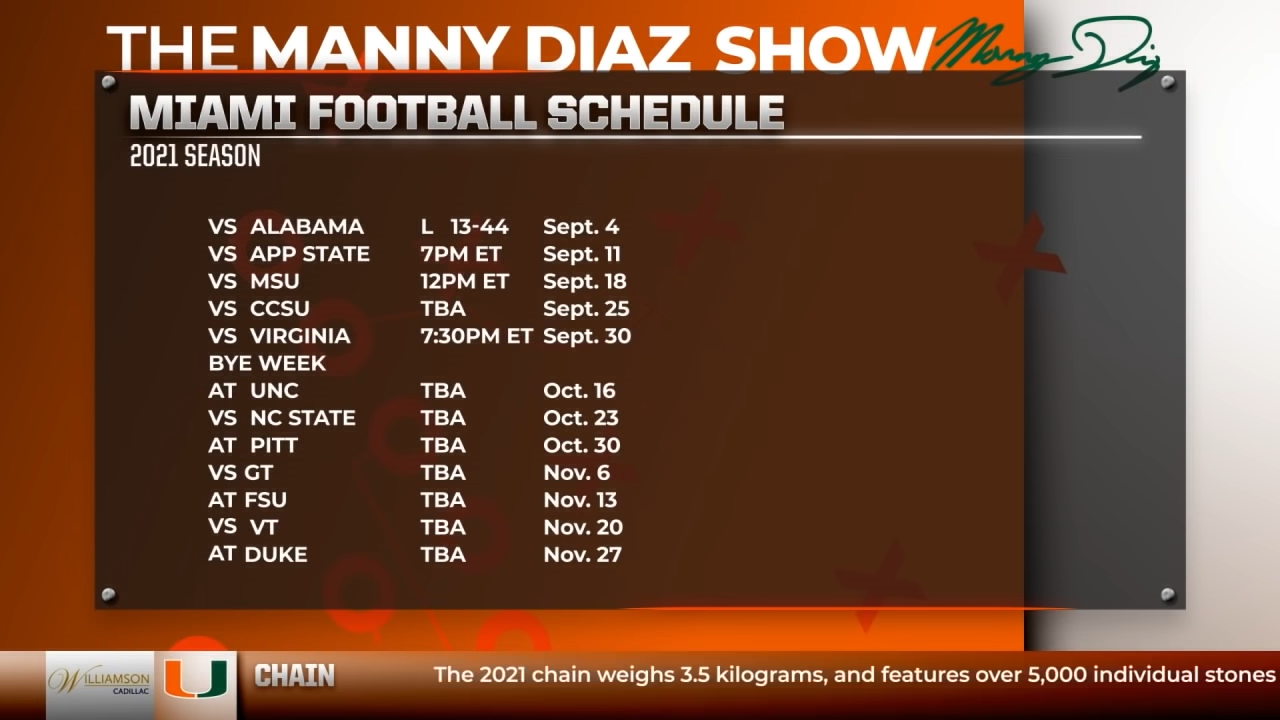 THE MANNY DIAZ SHOW Manny Diaz
MIAMI FOOTBALL SCHEDULE
2021 SEASON
VS ALABAMA L 13-44 Sept. 4
VS APP STATE 7PM ET Sept. 11
VS MSU 12PM ET Sept. 18
VS CCSU TBA Sept. 25
VS VIRGINIA 7:30PM ET Sept. 30
BYE WEEK
AT UNC TBA Oct. 16
VS NC STATE TBA Oct. 23
AT PITT TBA Oct. 30
VS GT TBA Nov. 6
AT FSU TBA Nov. 13
VS VT TBA Nov. 20
AT DUKE TBA Nov. 27
WILLIAMSON
CADILLAC
U
CHAIN
The 2021 chain weighs 3.5 kilograms, and features over 5,000 individual stones